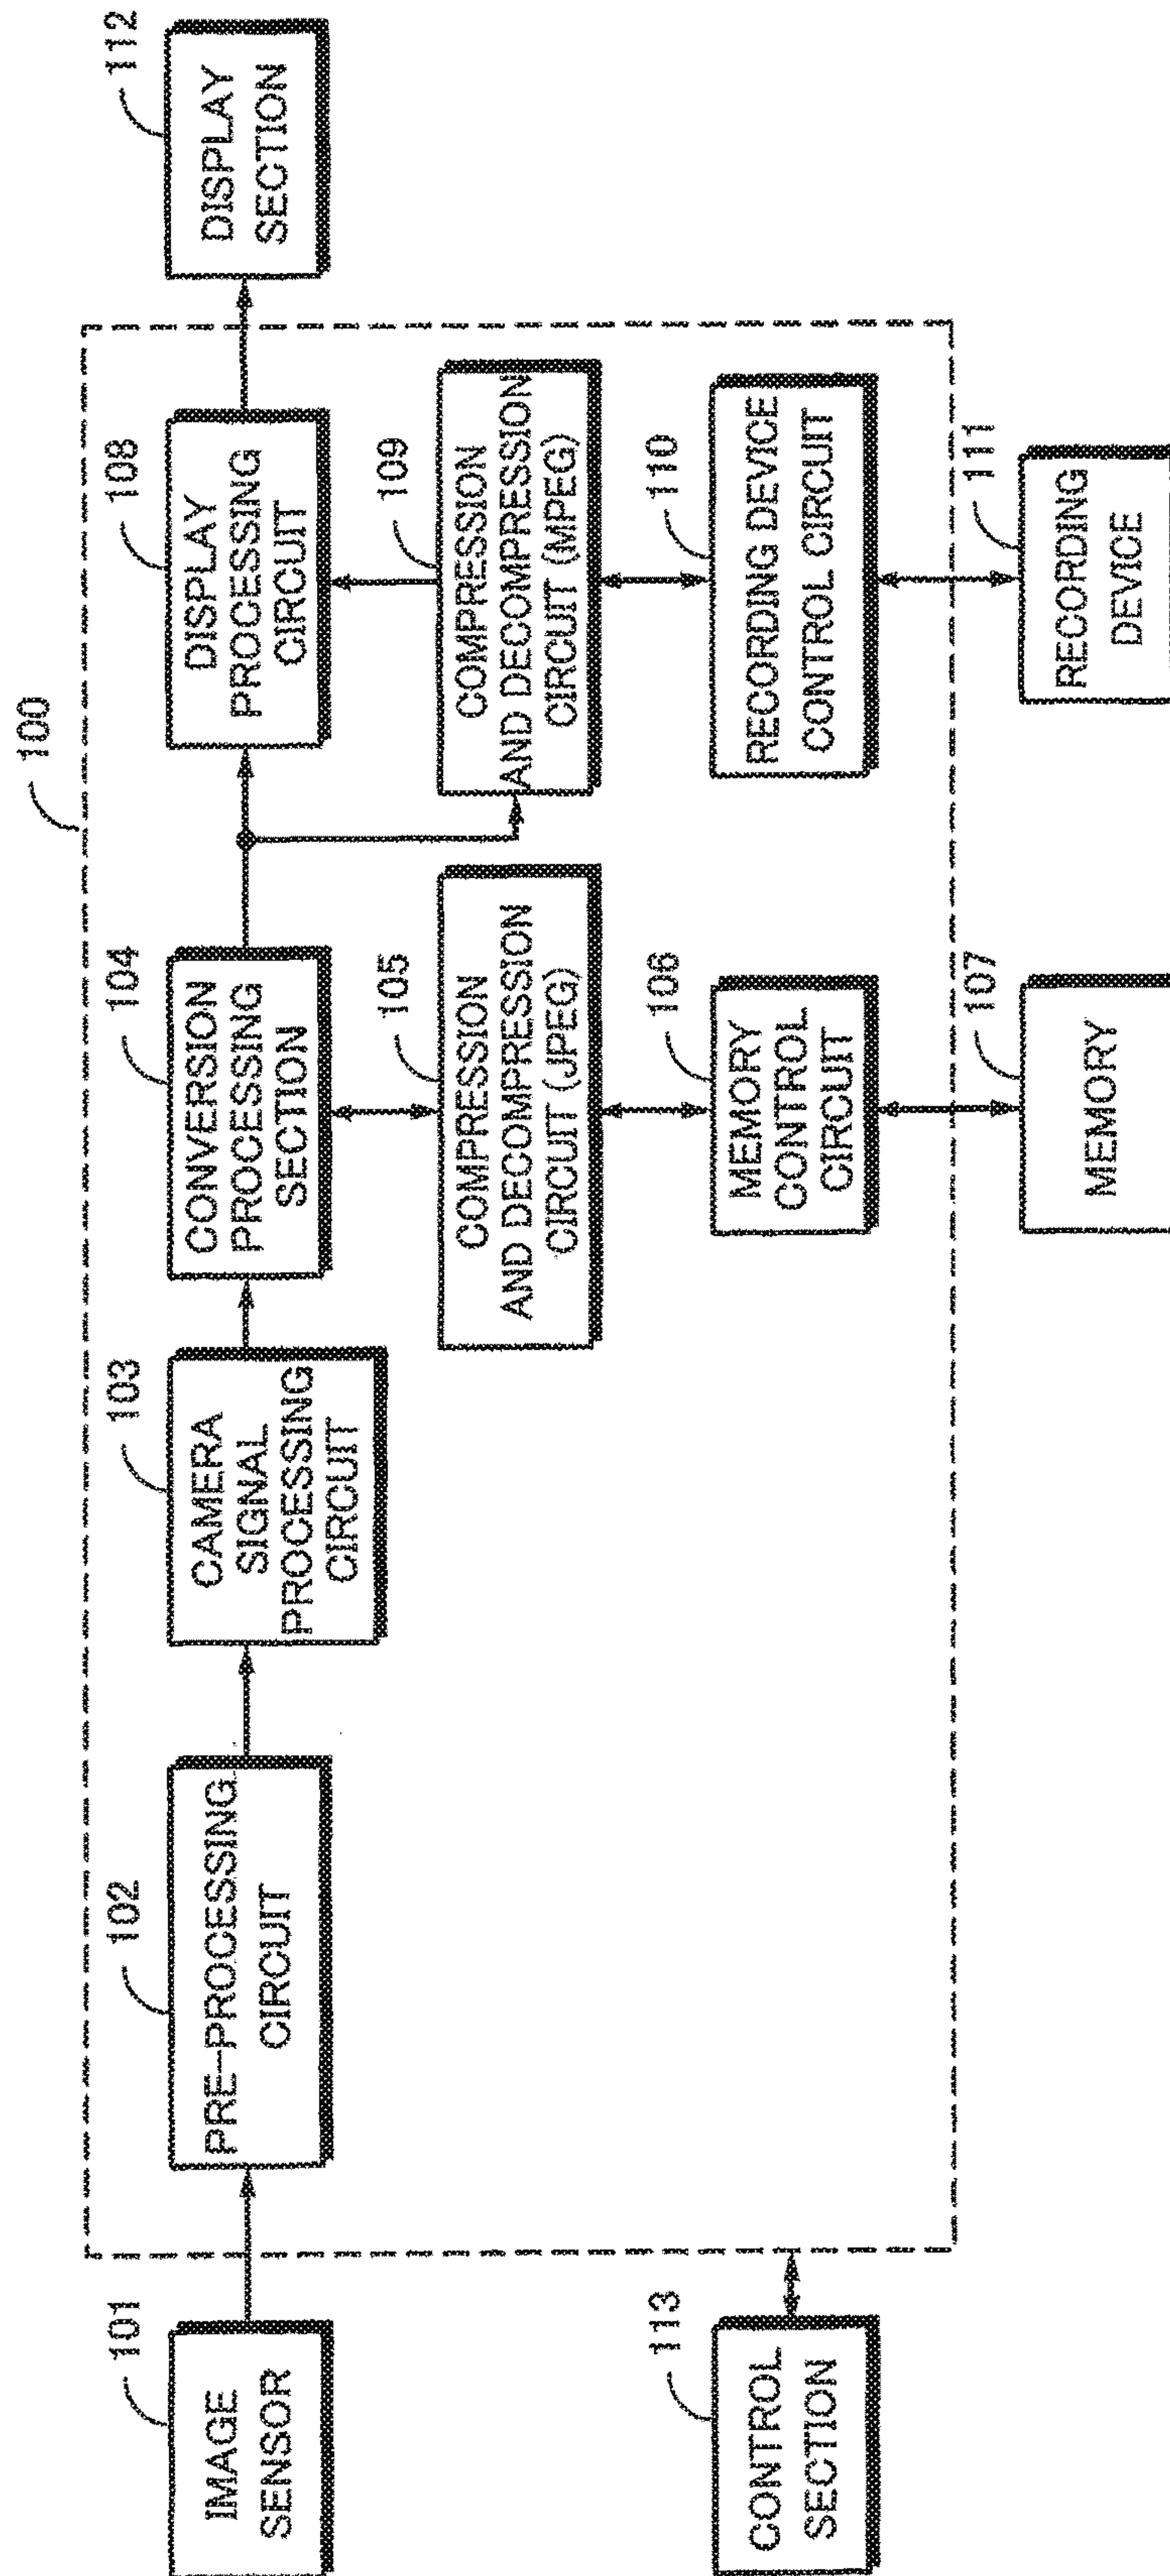 100
101
IMAGE
SENSOR
102
PRE-PROCESSING
CIRCUIT
103
CAMERA
SIGNAL
PROCESSING
CIRCUIT
104
CONVERSION
PROCESSING
SECTION
108
DISPLAY
PROCESSING
CIRCUIT
112
DISPLAY
SECTION
105
COMPRESSION
AND DECOMPRESSION
CIRCUIT (JPEG)
109
COMPRESSION
AND DECOMPRESSION
CIRCUIT (MPEG)
113
CONTROL
SECTION
106
MEMORY
CONTROL
CIRCUIT
110
RECORDING DEVICE
CONTROL CIRCUIT
107
MEMORY
111
RECORDING
DEVICE